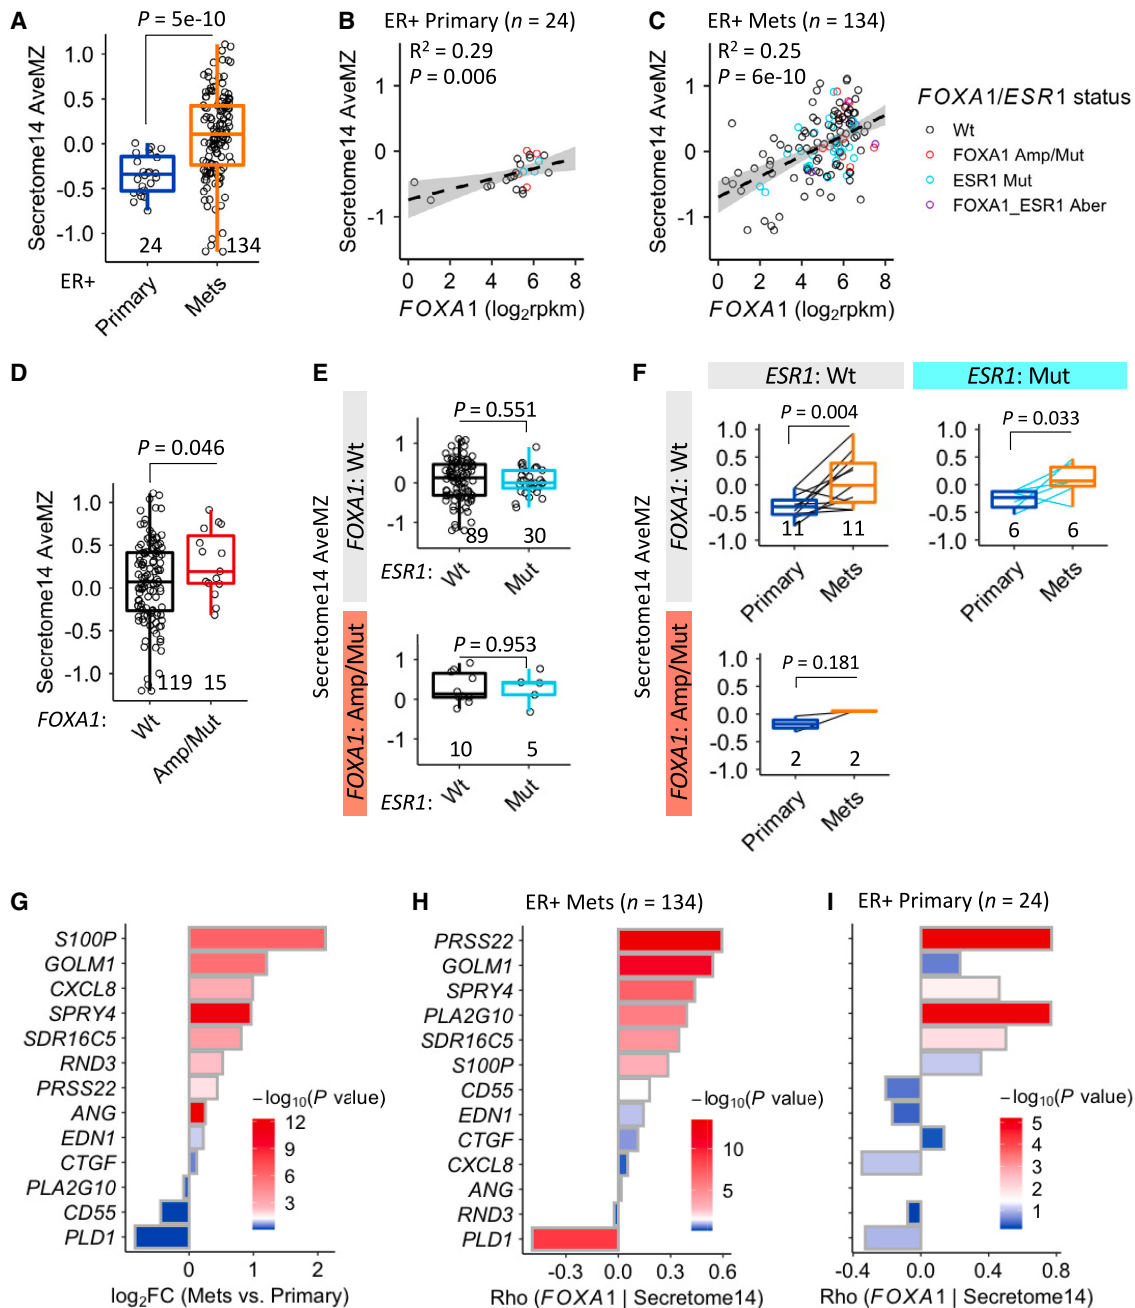 A
P = 5e-10
Secretome14 AveMZ
1.0
0.5
0.0
-0.5
-1.0
24
134
ER+
Primary
Mets
B
ER+ Primary (n = 24)
R² = 0.29
P = 0.006
Secretome14 AveMZ
1
0
-1
0 2 4 6 8
FOXA1 (log₂rpkm)
C
ER+ Mets (n = 134)
R² = 0.25
P = 6e-10
Secretome14 AveMZ
1
0
-1
0 2 4 6 8
FOXA1 (log₂rpkm)
FOXA1/ESR1 status
Wt
FOXA1 Amp/Mut
ESR1 Mut
FOXA1_ESR1 Aber
D
P = 0.046
Secretome14 AveMZ
1.0
0.5
0.0
-0.5
-1.0
119
15
FOXA1:
Wt
Amp/Mut
E
Secretome14 AveMZ
FOXA1: Wt
P = 0.551
1
0
-1
89
30
ESR1:
Wt
Mut
FOXA1: Amp/Mut
P = 0.953
1
0
-1
10
5
ESR1:
Wt
Mut
F
ESR1: Wt
ESR1: Mut
Secretome14 AveMZ
FOXA1: Wt
P = 0.004
1.0
0.5
0.0
-0.5
-1.0
11
11
Primary
Mets
P = 0.033
1.0
0.5
0.0
-0.5
-1.0
6
6
Primary
Mets
FOXA1: Amp/Mut
P = 0.181
1.0
0.5
0.0
-0.5
-1.0
2
2
Primary
Mets
G
S100P
GOLM1
CXCL8
SPRY4
SDR16C5
RND3
PRSS22
ANG
EDN1
CTGF
PLA2G10
CD55
PLD1
−log₁₀(P value)
12
9
6
3
0 1 2
log₂FC (Mets vs. Primary)
H
ER+ Mets (n = 134)
PRSS22
GOLM1
SPRY4
PLA2G10
SDR16C5
S100P
CD55
EDN1
CTGF
CXCL8
ANG
RND3
PLD1
−log₁₀(P value)
10
5
-0.3 0.0 0.3 0.6
Rho (FOXA1 | Secretome14)
I
ER+ Primary (n = 24)
−log₁₀(P value)
5
4
3
2
1
-0.4 0.0 0.4 0.8
Rho (FOXA1 | Secretome14)